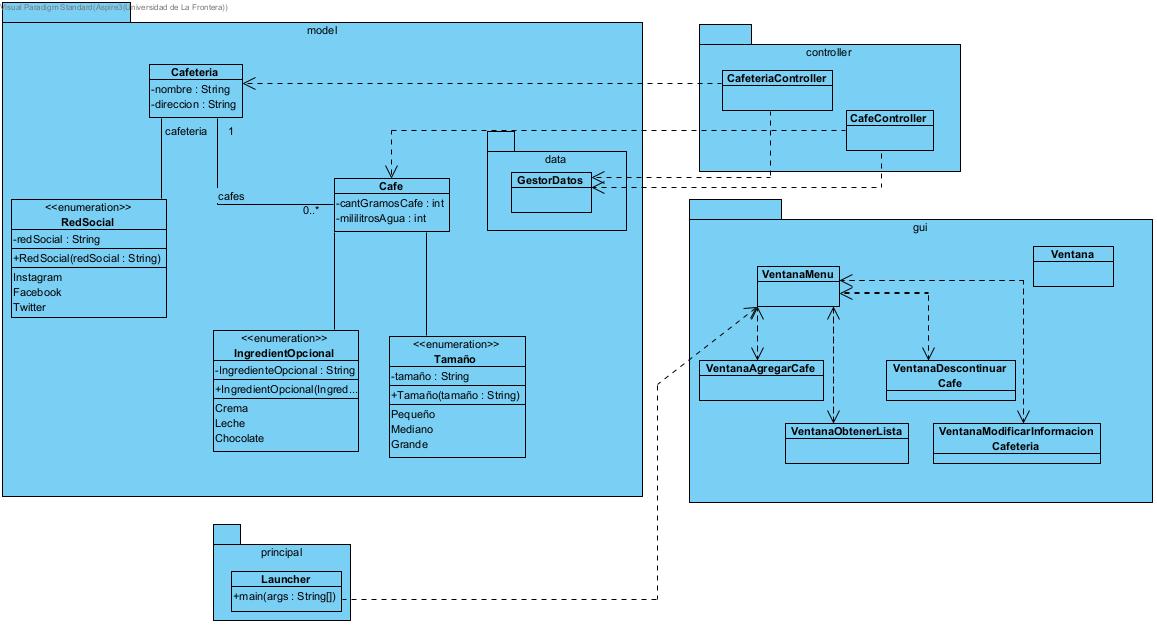 Visual Paradigm Standard(Aspire3(Universidad de La Frontera))
model
Cafeteria
-nombre : String
-direccion : String
cafeteria
1
cafes
0..*
<<enumeration>>
RedSocial
-redSocial : String
+RedSocial(redSocial : String)
Instagram
Facebook
Twitter
Cafe
-cantGramosCafe : int
-mililitrosAgua : int
data
GestorDatos
<<enumeration>>
IngredientOpcional
-IngredienteOpcional : String
+IngredientOpcional(Ingred...
Crema
Leche
Chocolate
<<enumeration>>
Tamaño
-tamaño : String
+Tamaño(tamaño : String)
Pequeño
Mediano
Grande
controller
CafeteriaController
CafeController
gui
Ventana
VentanaMenu
VentanaAgregarCafe
VentanaDescontinuar
Cafe
VentanaObtenerLista
VentanaModificarInformacion
Cafeteria
principal
Launcher
+main(args : String[])